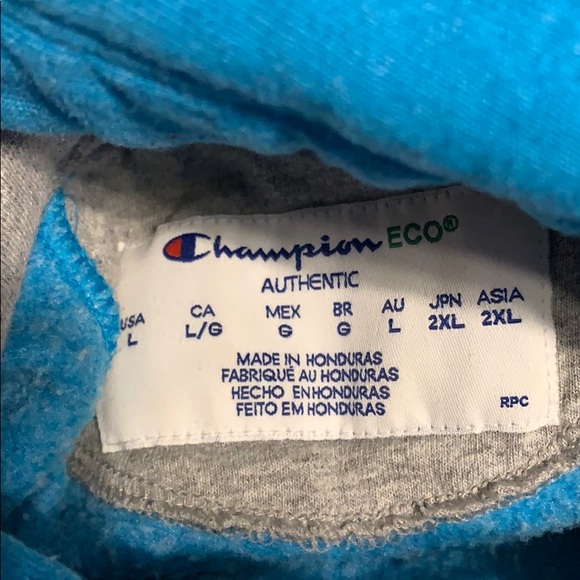 Champion ECO®
AUTHENTIC
USA CA MEX BR AU JPN ASIA
L L/G G G L 2XL 2XL
MADE IN HONDURAS
FABRIQUÉ AU HONDURAS
HECHO EN HONDURAS
FEITO EM HONDURAS
RPC